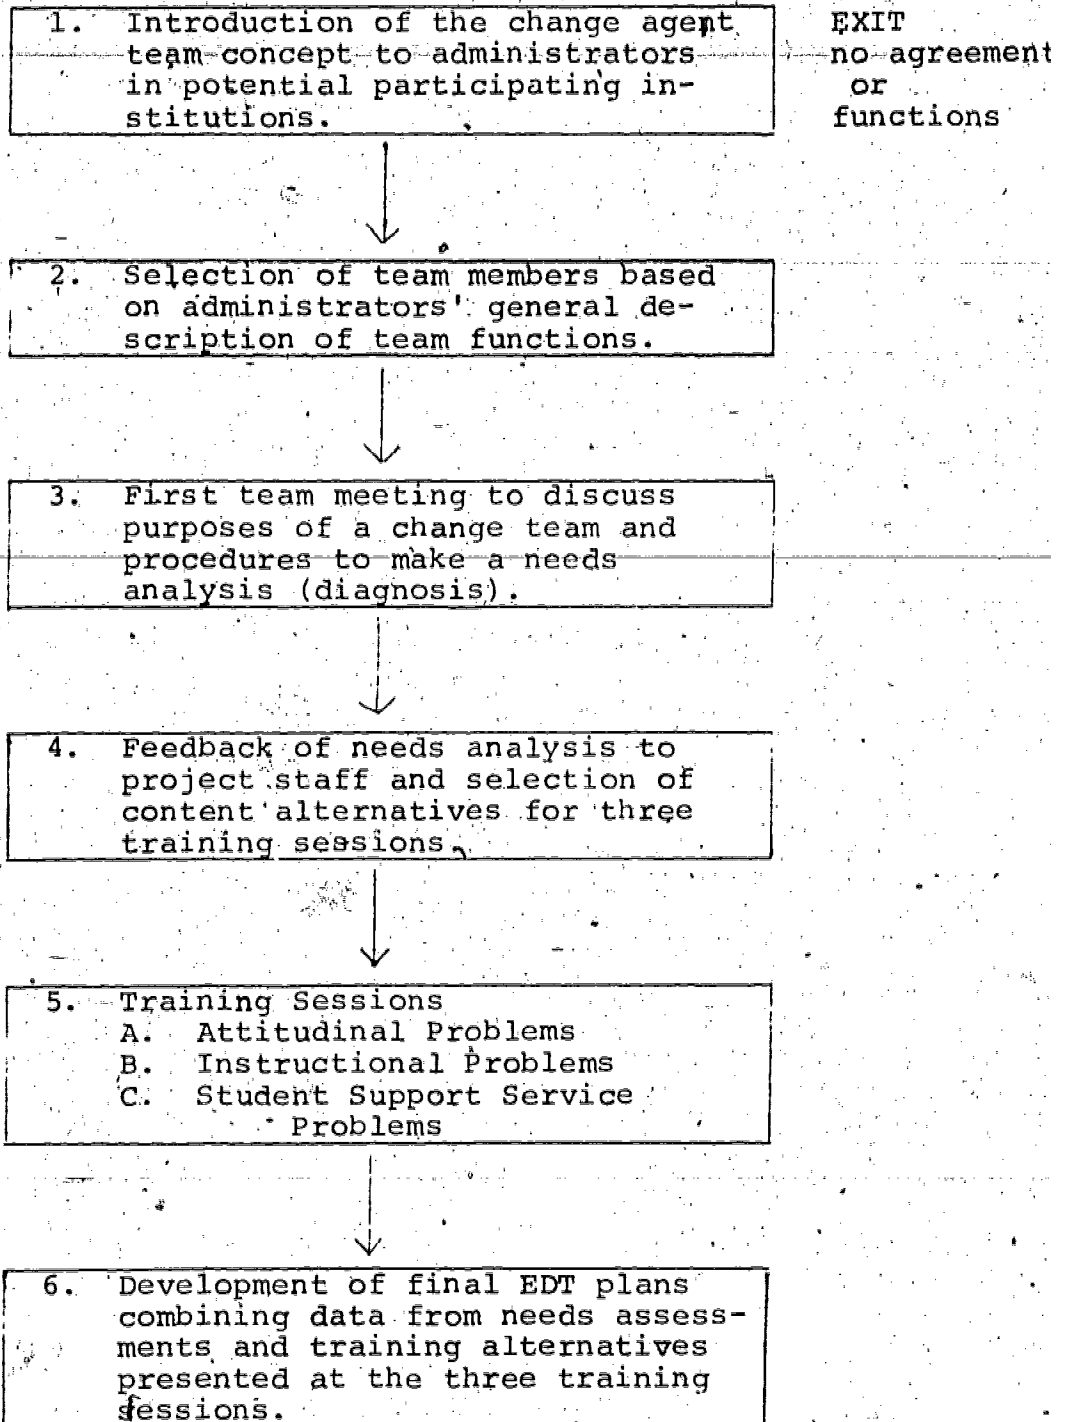 1. Introduction of the change agent
team concept to administrators
in potential participating in-
stitutions.
EXIT
no agreement
or
functions
2. Selection of team members based
on administrators' general de-
scription of team functions.
3. First team meeting to discuss
purposes of a change team and
procedures to make a needs
analysis (diagnosis).
4. Feedback of needs analysis to
project staff and selection of
content alternatives for three
training sessions.
5. Training Sessions
A. Attitudinal Problems
B. Instructional Problems
C. Student Support Service
Problems
6. Development of final EDT plans
combining data from needs assess-
ments and training alternatives
presented at the three training
sessions.